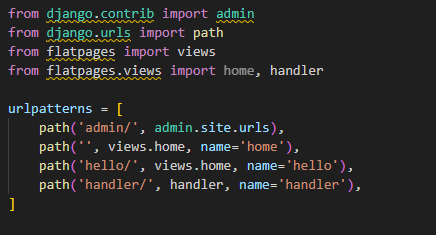 from django.contrib import admin
from django.urls import path
from flatpages import views
from flatpages.views import home, handler
urlpatterns = [
    path('admin/', admin.site.urls),
    path('', views.home, name='home'),
    path('hello/', views.home, name='hello'),
    path('handler/', handler, name='handler'),
]